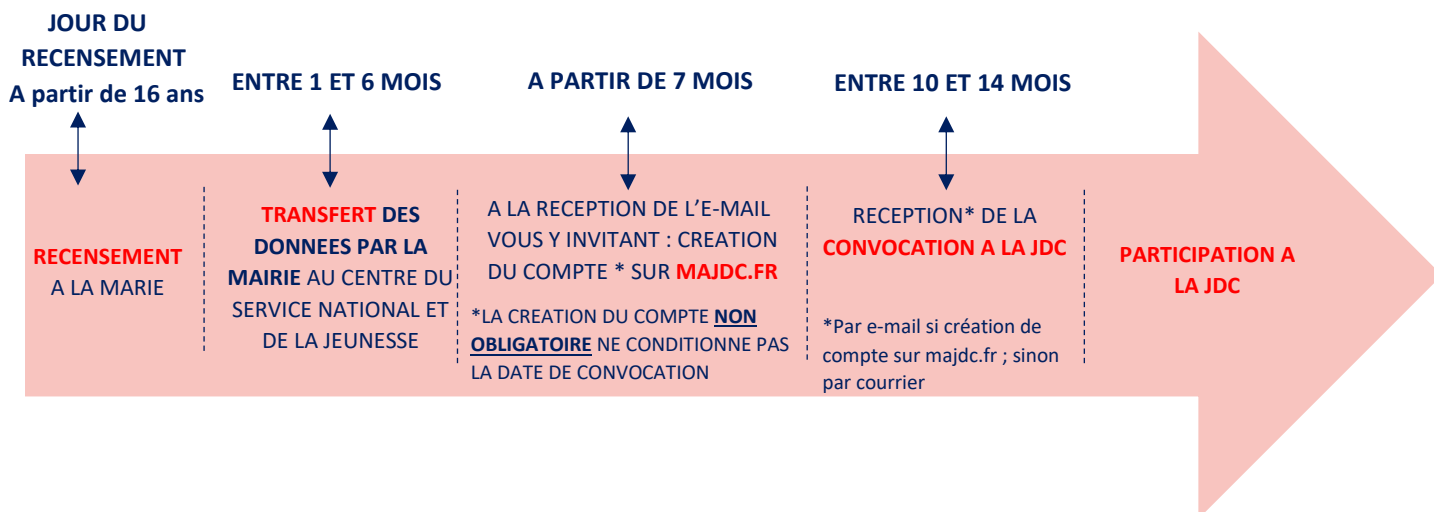 JOUR DU
RECENSEMENT
A partir de 16 ans
ENTRE 1 ET 6 MOIS
A PARTIR DE 7 MOIS
ENTRE 10 ET 14 MOIS
RECENSEMENT
A LA MARIE
TRANSFERT DES
DONNEES PAR LA
MAIRIE AU CENTRE DU
SERVICE NATIONAL ET
DE LA JEUNESSE
A LA RECEPTION DE L’E-MAIL
VOUS Y INVITANT : CREATION
DU COMPTE * SUR MAJDC.FR
*LA CREATION DU COMPTE NON
OBLIGATOIRE NE CONDITIONNE PAS
LA DATE DE CONVOCATION
RECEPTION* DE LA
CONVOCATION A LA JDC
*Par e-mail si création de
compte sur majdc.fr ; sinon
par courrier
PARTICIPATION A
LA JDC